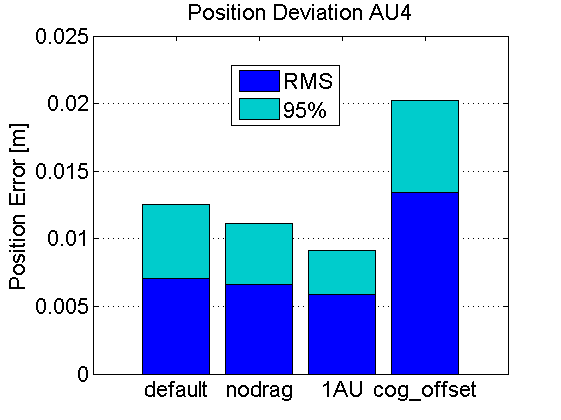 Position Deviation AU4
0.025
0.02
0.015
0.01
0.005
0
Position Error [m]
RMS
95%
default nodrag 1AU cog_offset